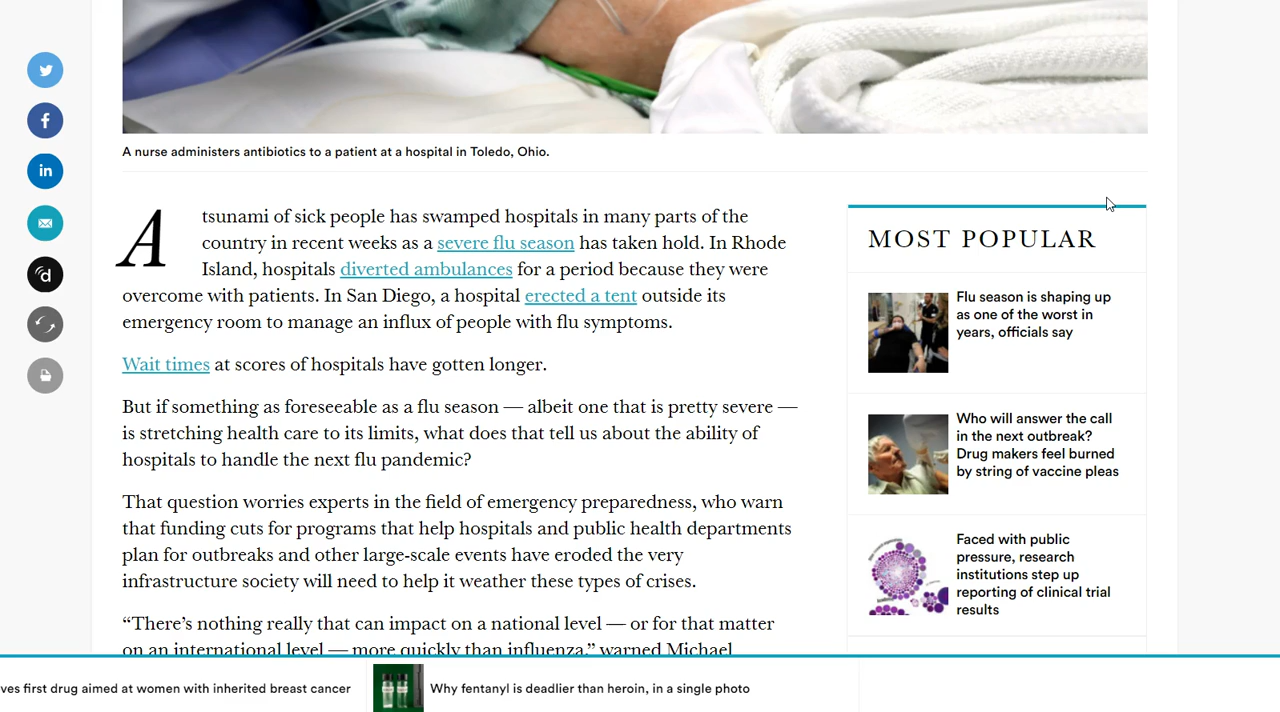 A nurse administers antibiotics to a patient at a hospital in Toledo, Ohio.
A tsunami of sick people has swamped hospitals in many parts of the
country in recent weeks as a severe flu season has taken hold. In Rhode
Island, hospitals diverted ambulances for a period because they were
overcome with patients. In San Diego, a hospital erected a tent outside its
emergency room to manage an influx of people with flu symptoms.
Wait times at scores of hospitals have gotten longer.
But if something as foreseeable as a flu season — albeit one that is pretty severe —
is stretching health care to its limits, what does that tell us about the ability of
hospitals to handle the next flu pandemic?
That question worries experts in the field of emergency preparedness, who warn
that funding cuts for programs that help hospitals and public health departments
plan for outbreaks and other large-scale events have eroded the very
infrastructure society will need to help it weather these types of crises.
“There’s nothing really that can impact on a national level — or for that matter
on an international level — more quickly than influenza,” warned Michael
MOST POPULAR
Flu season is shaping up
as one of the worst in
years, officials say
Who will answer the call
in the next outbreak?
Drug makers feel burned
by string of vaccine pleas
Faced with public
pressure, research
institutions step up
reporting of clinical trial
results
ves first drug aimed at women with inherited breast cancer
Why fentanyl is deadlier than heroin, in a single photo